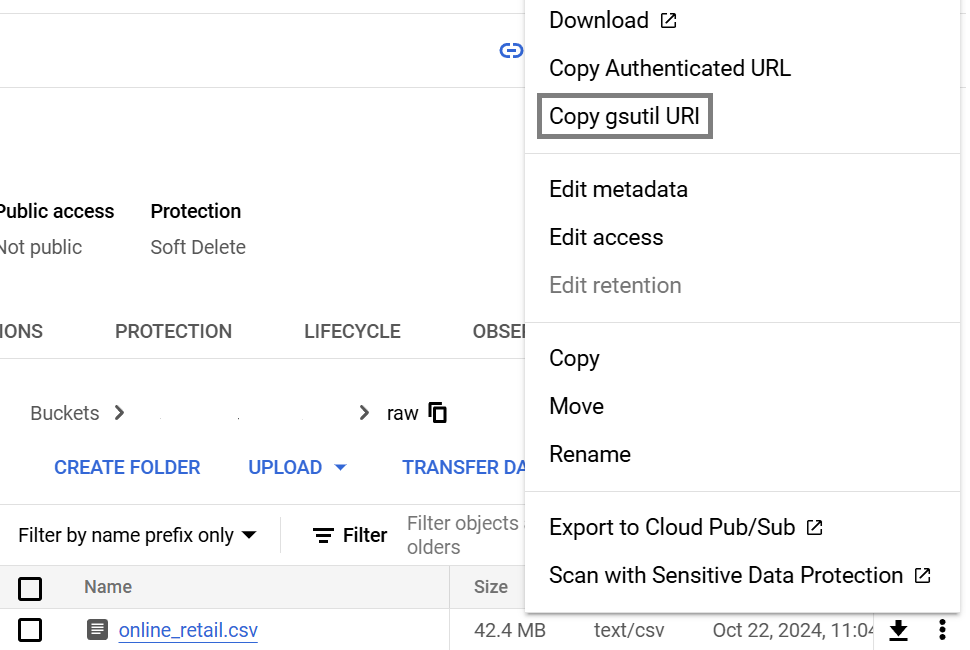 Download
Copy Authenticated URL
Copy gsutil URI
Edit metadata
Public access Protection
Edit access
Not public Soft Delete
Edit retention
IONS PROTECTION LIFECYCLE OBSE
Copy
Buckets raw
Move
Rename
CREATE FOLDER UPLOAD TRANSFER DA
Export to Cloud Pub/Sub
Filter by name prefix only Filter Filter objects
olders
Scan with Sensitive Data Protection
Name Size
online_retail.csv 42.4 MB text/csv Oct 22, 2024, 11:04